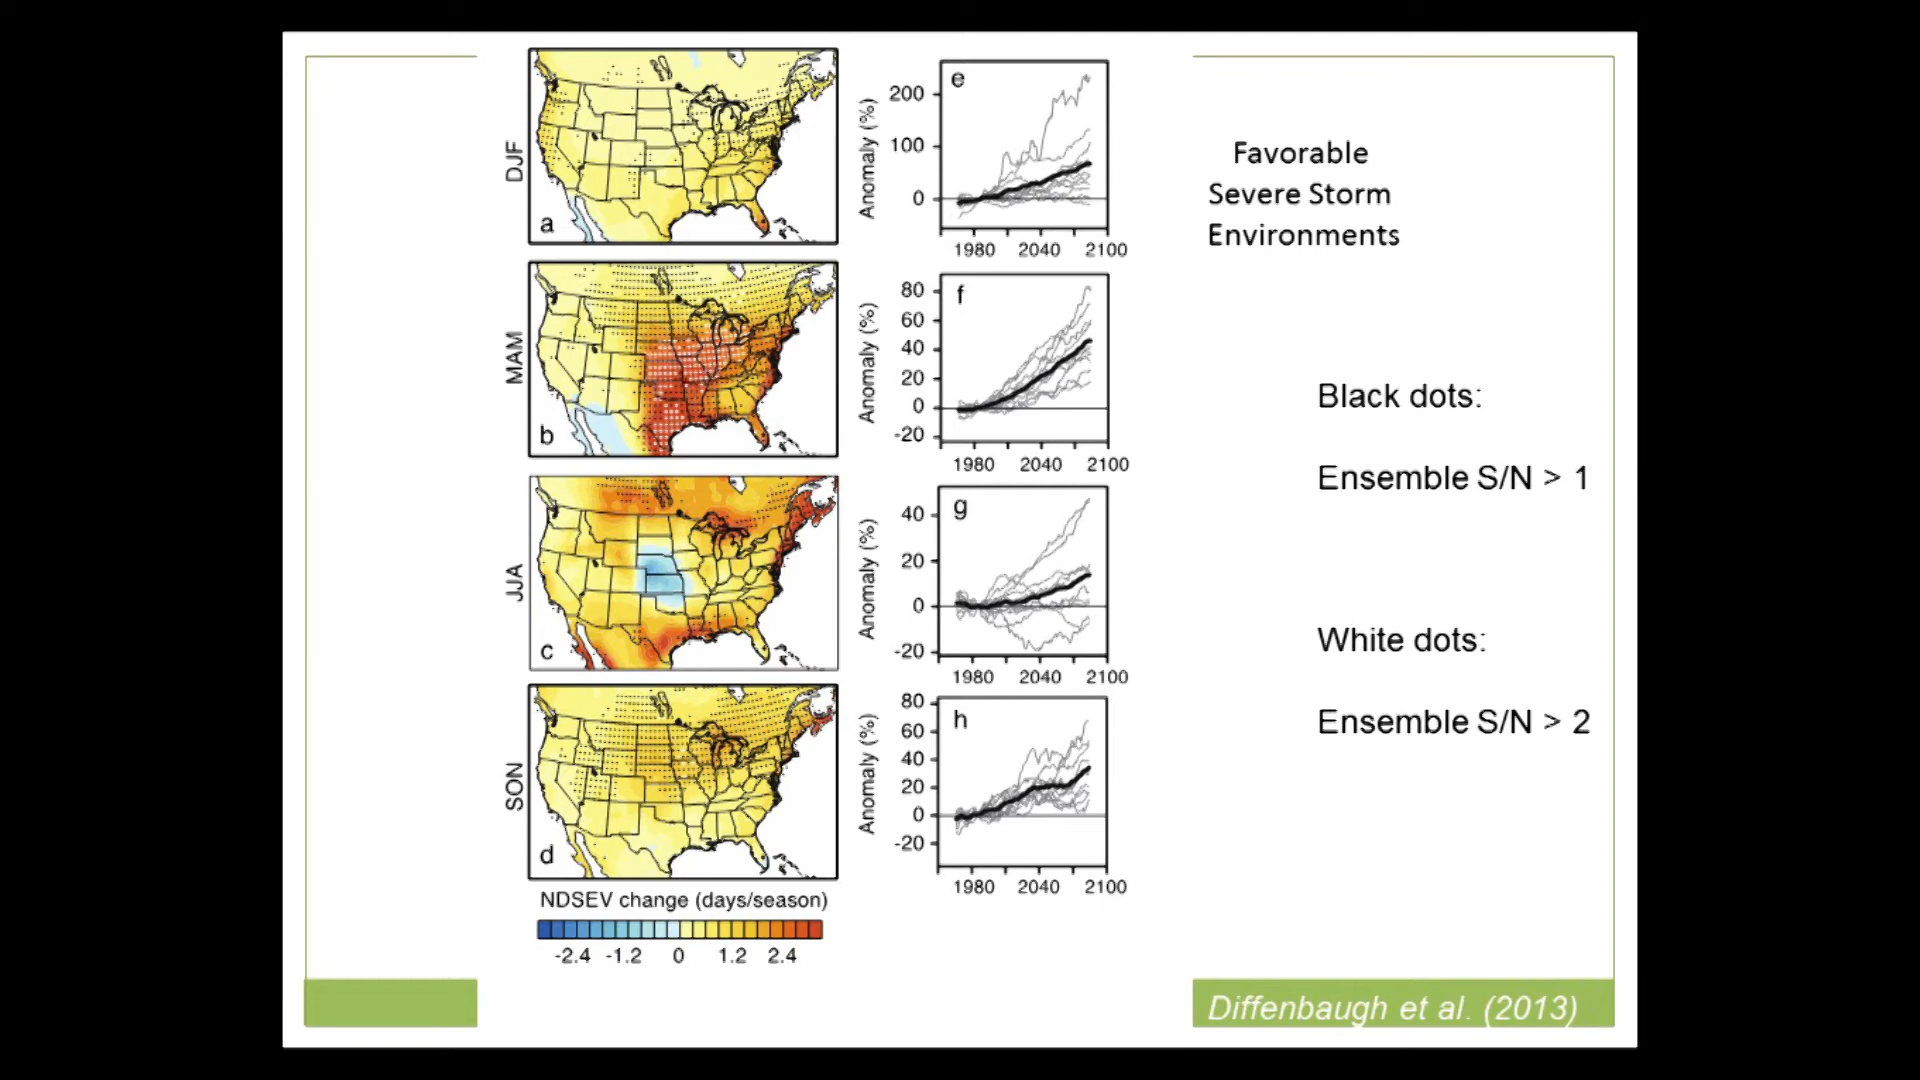 DJF
a
MAM
b
JJA
c
SON
d
NDSEV change (days/season)
-2.4 -1.2 0 1.2 2.4
e
Anomaly (%)
200
100
0
1980 2040 2100
f
Anomaly (%)
80
60
40
20
0
-20
1980 2040 2100
g
Anomaly (%)
40
20
0
-20
1980 2040 2100
h
Anomaly (%)
80
60
40
20
0
-20
1980 2040 2100
Favorable
Severe Storm
Environments
Black dots:
Ensemble S/N > 1
White dots:
Ensemble S/N > 2
Diffenbaugh et al. (2013)